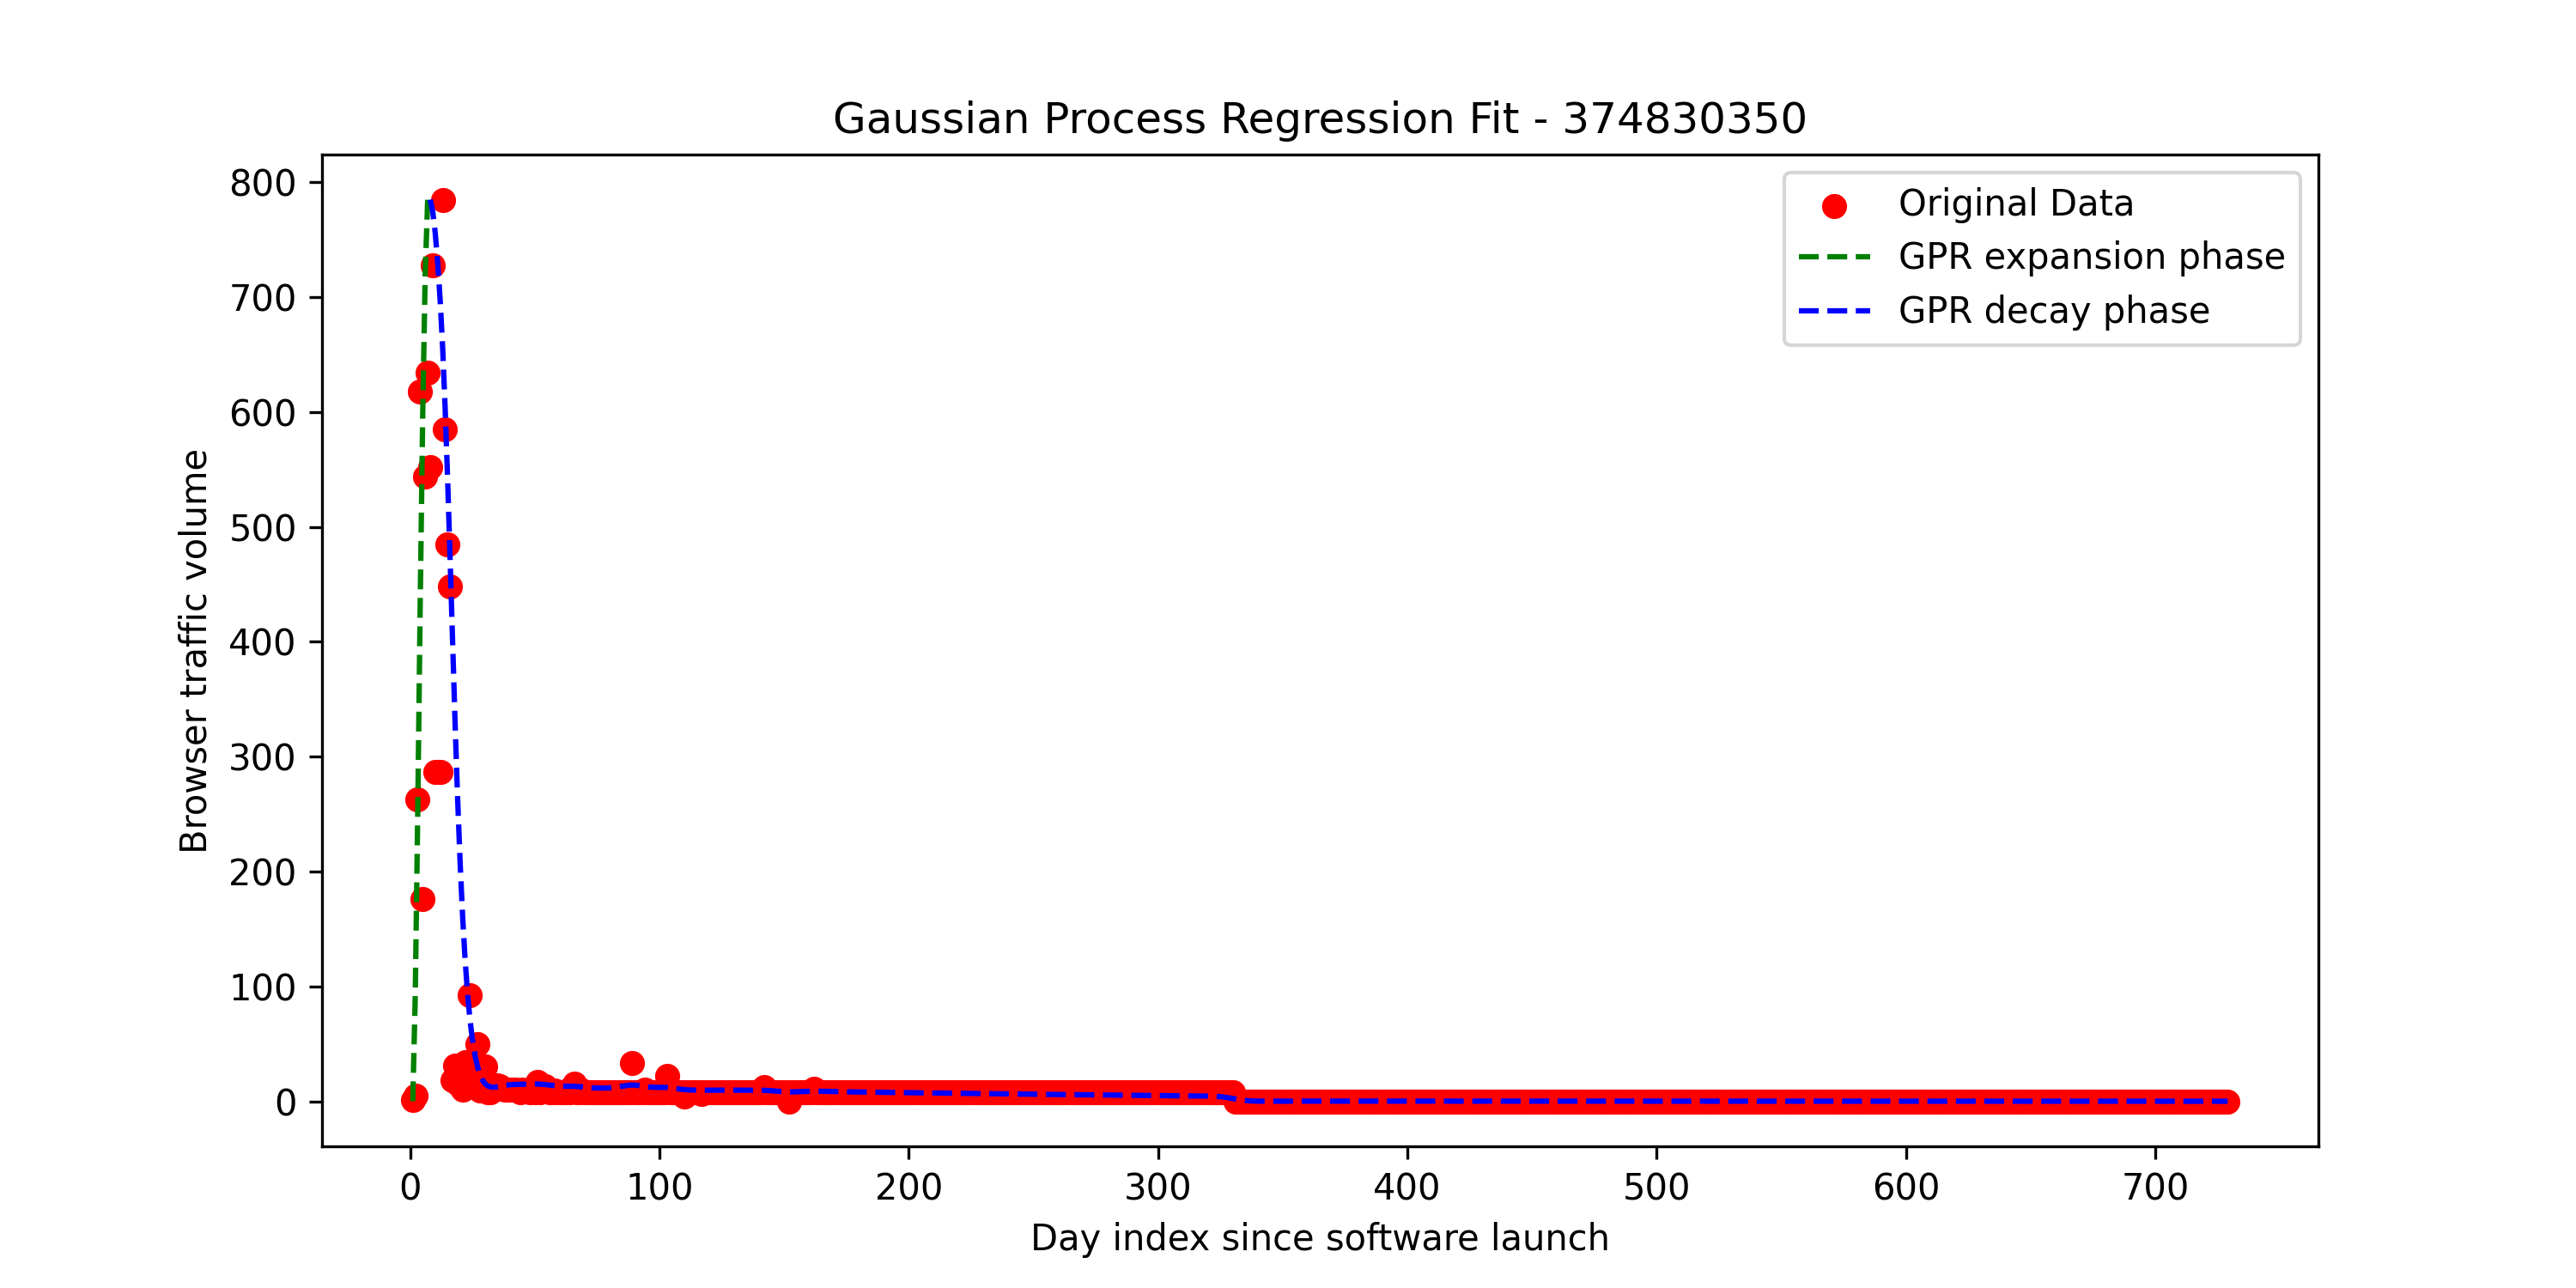 Gaussian Process Regression Fit - 374830350
Original Data
GPR expansion phase
GPR decay phase
Browser traffic volume
800
700
600
500
400
300
200
100
0
0 100 200 300 400 500 600 700
Day index since software launch